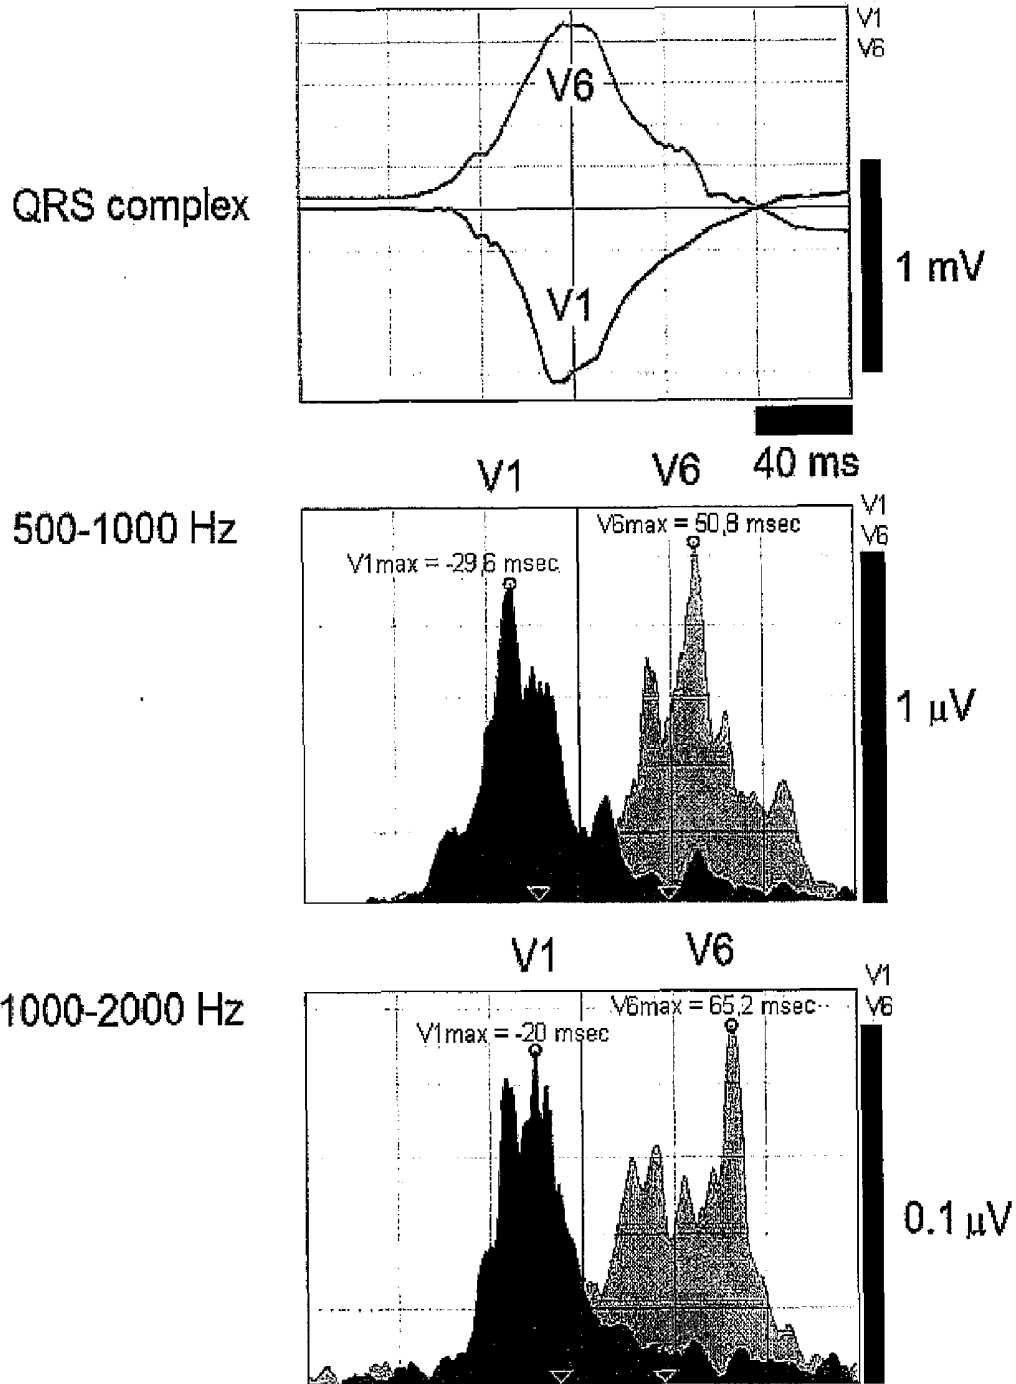 V1
V6
V6
QRS complex
1 mV
V1
40 ms
V1 V6
500-1000 Hz
V1
V6
V6max = 50,8 msec
V1max = -29,6 msec
1 µV
V1 V6
1000-2000 Hz
V1
V6
V6max = 65,2 msec
V1max = -20 msec
0.1 µV